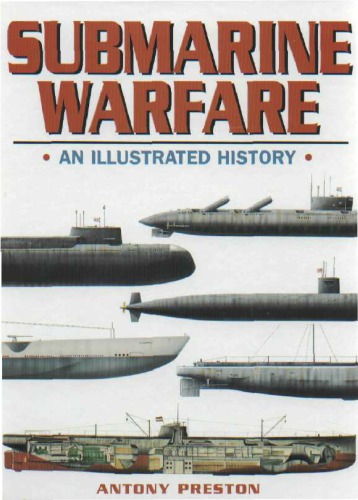 SUBMARINE
WARFARE
• AN ILLUSTRATED HISTORY •
ANTONY PRESTON